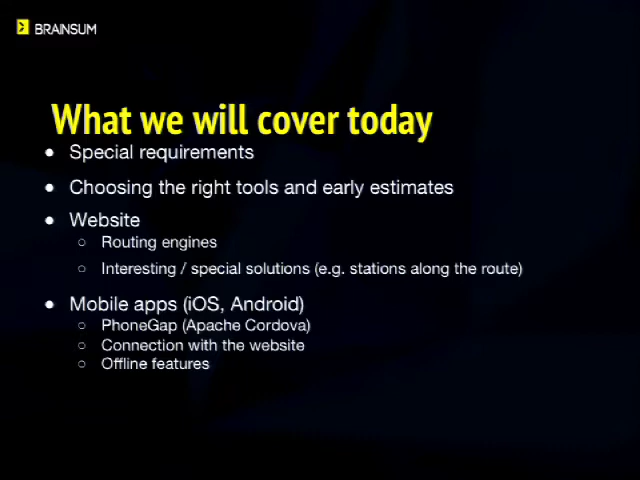 BRAINSUM
What we will cover today
● Special requirements
● Choosing the right tools and early estimates
● Website
○ Routing engines
○ Interesting / special solutions (e.g. stations along the route)
● Mobile apps (iOS, Android)
○ PhoneGap (Apache Cordova)
○ Connection with the website
○ Offline features